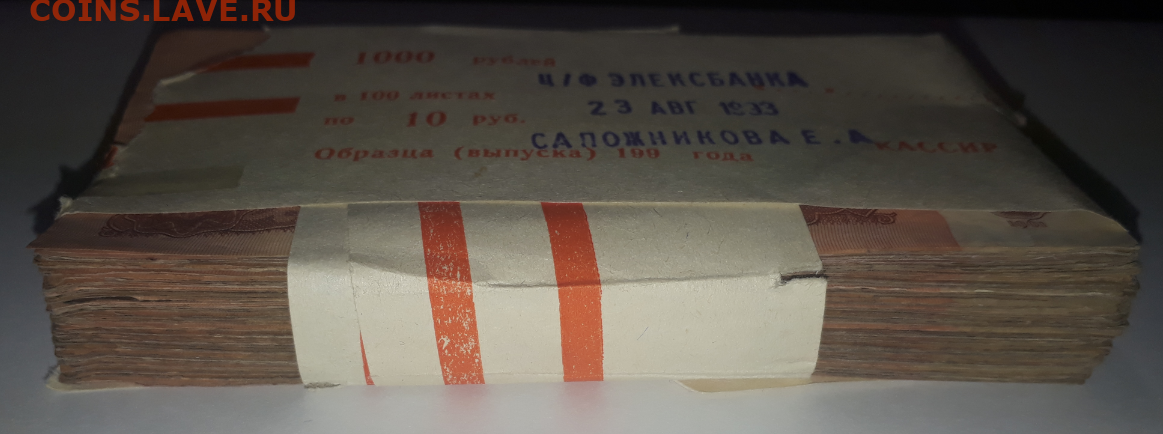 COINS.LAVE.RU
1000 рублей
Ч/Ф ЭЛЕКСБАНКА
в 100 листах
23 АВГ 1993
по 10 руб.
САПОЖНИКОВА Е.А.
КАССИР
Образца (выпуска) 199 года